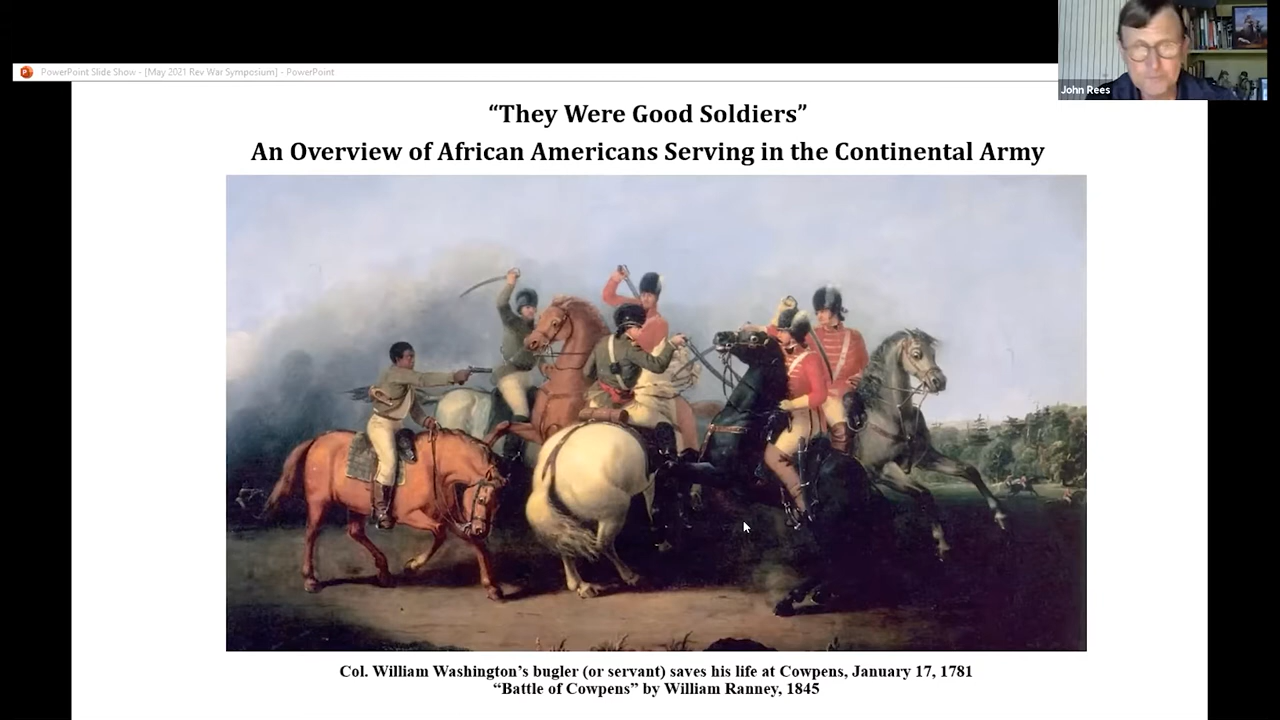 PowerPoint Slide Show - [May 2021 Rev War Symposium] - PowerPoint
John Rees
“They Were Good Soldiers”
An Overview of African Americans Serving in the Continental Army
Col. William Washington’s bugler (or servant) saves his life at Cowpens, January 17, 1781
“Battle of Cowpens” by William Ranney, 1845